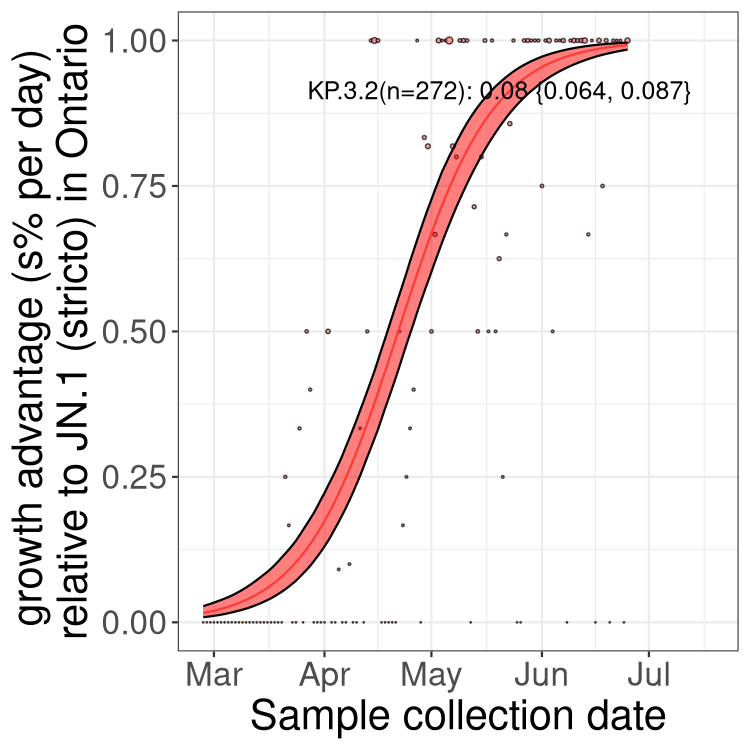 growth advantage (s% per day)
relative to JN.1 (stricto) in Ontario
1.00
0.75
0.50
0.25
0.00
KP.3.2(n=272): 0.08 {0.064, 0.087}
Mar Apr May Jun Jul
Sample collection date